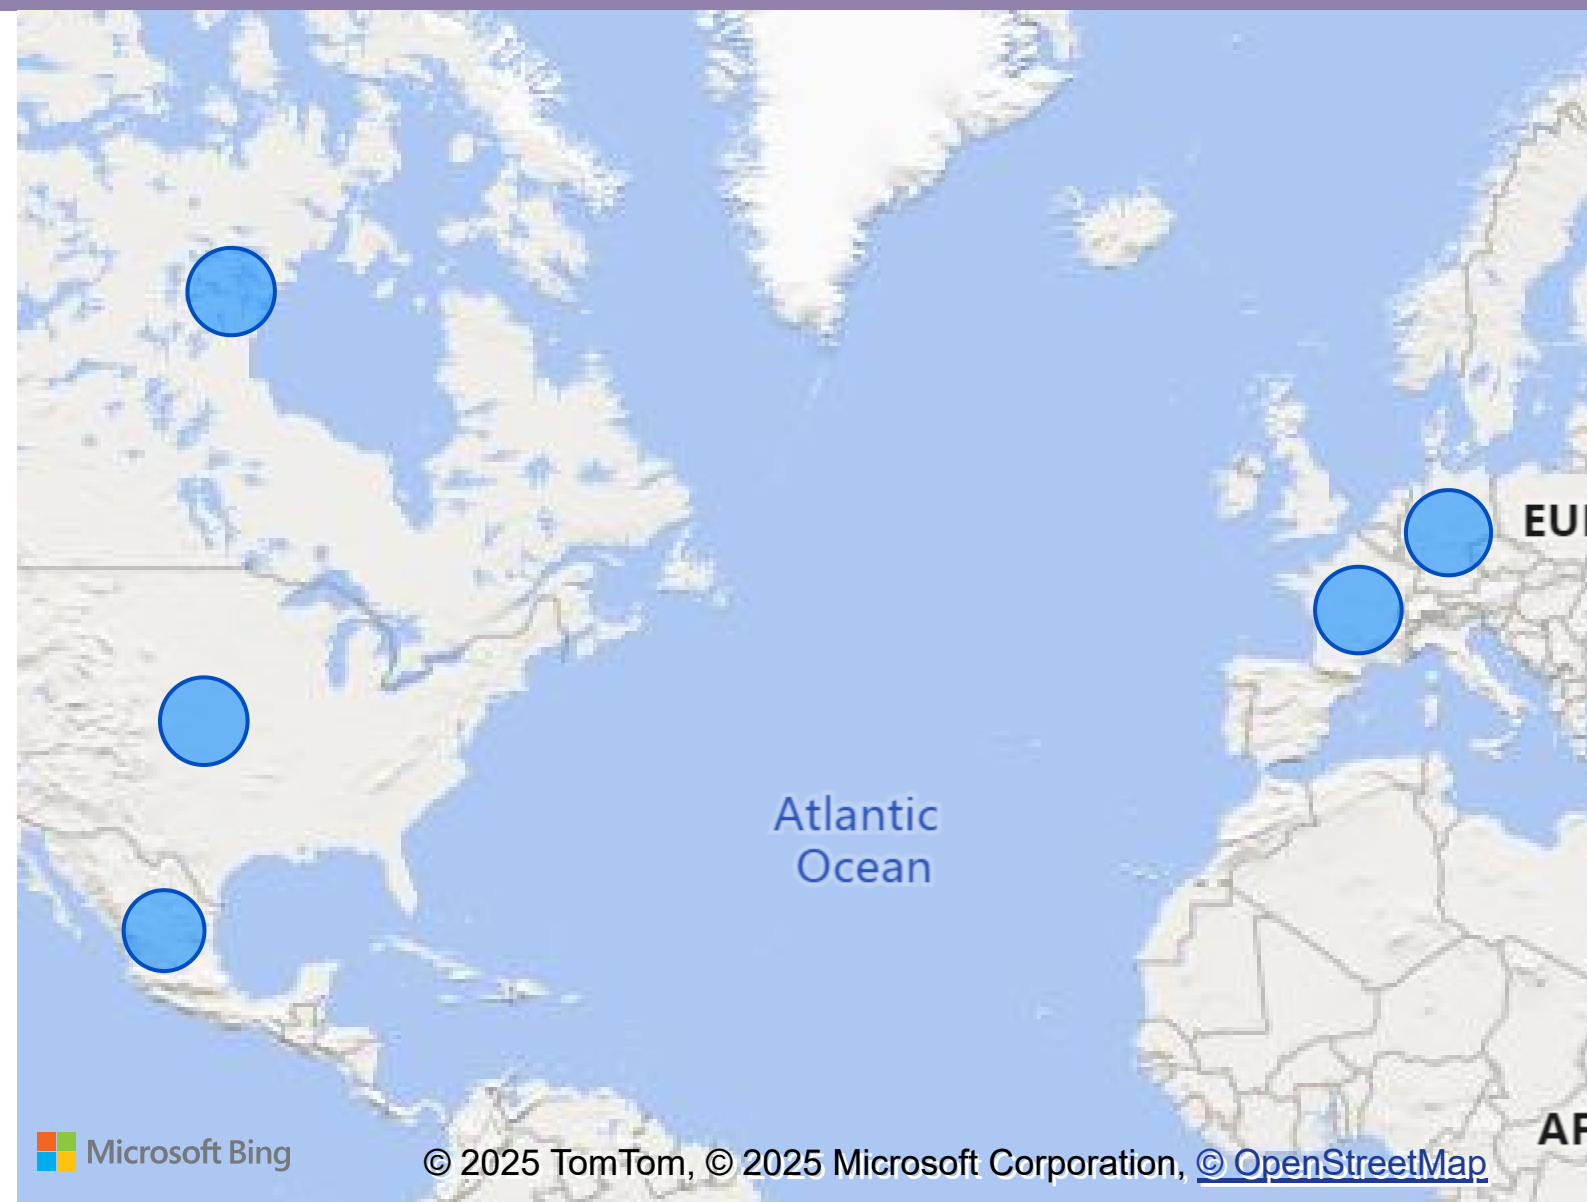 EU
Atlantic
Ocean
AF
Microsoft Bing
© 2025 TomTom, © 2025 Microsoft Corporation, © OpenStreetMap